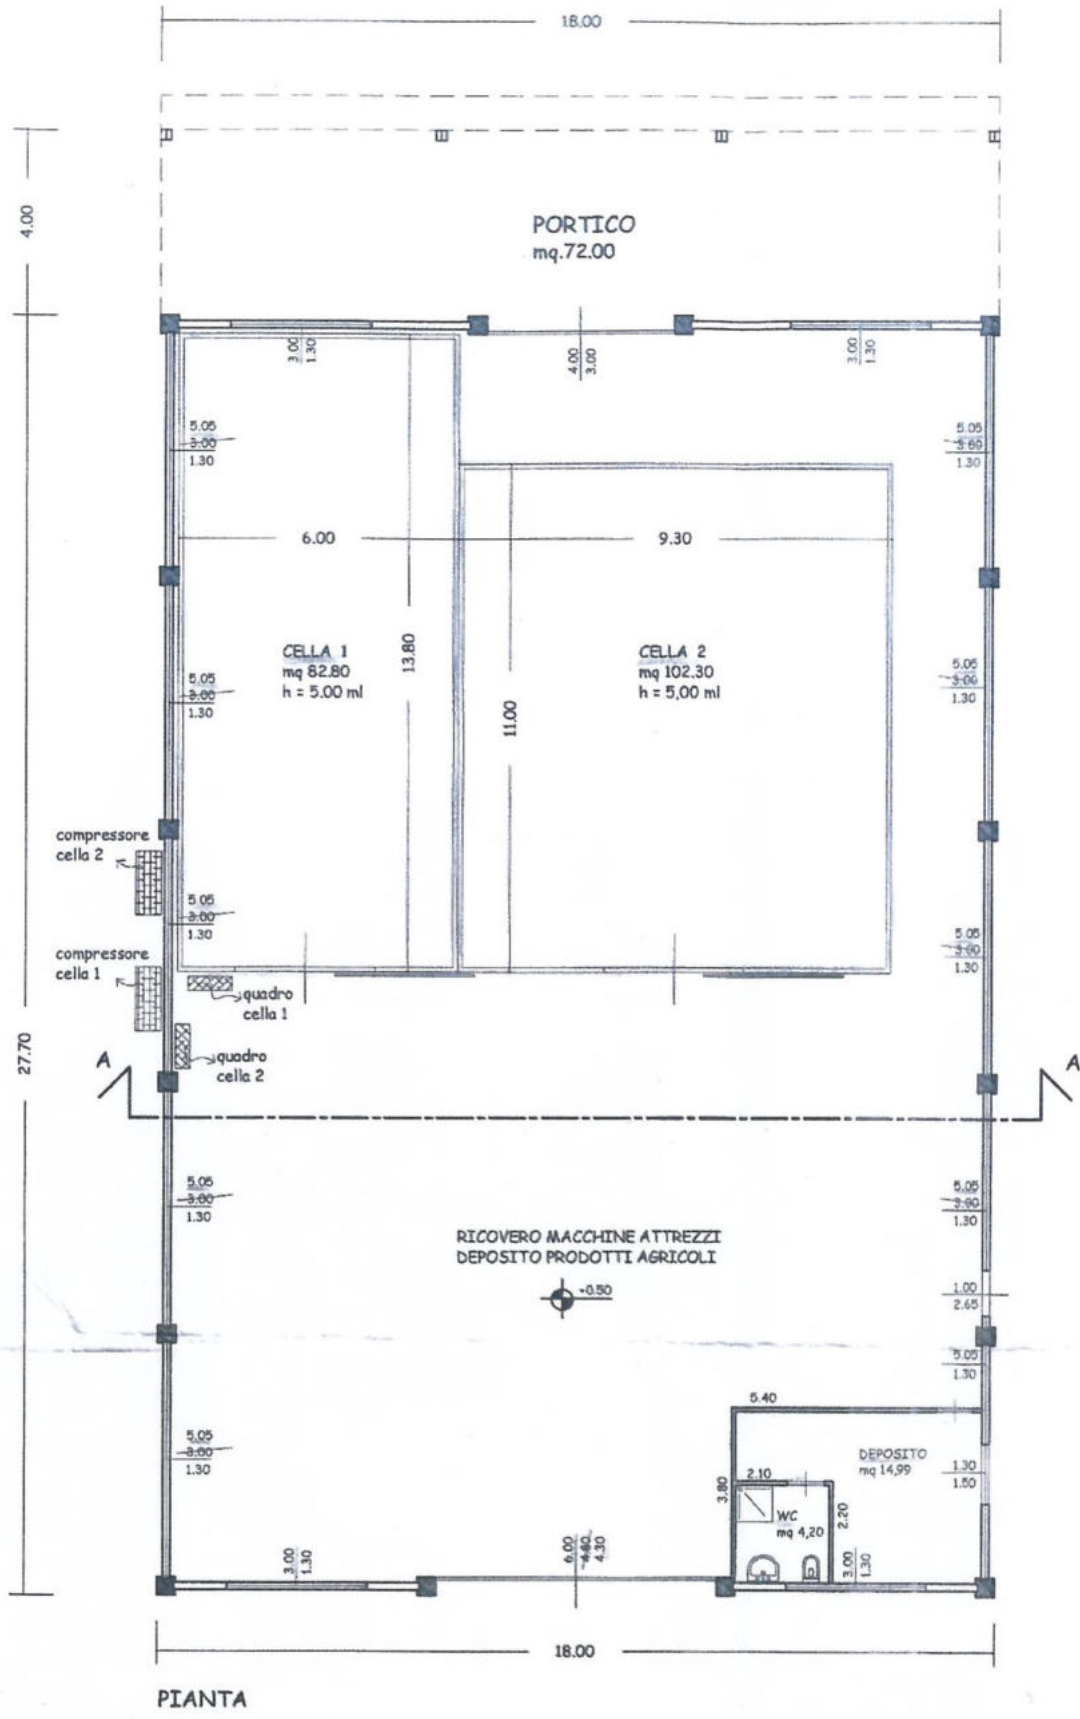 18.00
4.00
PORTICO
mq.72.00
3.00
1.30
4.00
3.00
3.00
1.30
5.05
3.00
1.30
5.05
3.00
1.30
6.00
9.30
CELLA 1
mq 82.80
h = 5.00 ml
13.80
CELLA 2
mq 102.30
h = 5,00 ml
11.00
5.05
3.00
1.30
5.05
3.00
1.30
compressore
cella 2
5.05
3.00
1.30
5.05
3.00
1.30
compressore
cella 1
quadro
cella 1
quadro
cella 2
27.70
A
A
5.05
3.00
1.30
5.05
3.00
1.30
RICOVERO MACCHINE ATTREZZI
DEPOSITO PRODOTTI AGRICOLI
+0.50
1.00
2.65
5.05
1.30
5.40
5.05
3.00
1.30
DEPOSITO
mq 14,99
1.30
1.50
2.10
3.80
WC
mq 4,20
2.20
3.00
1.30
6.00
4.80
4.30
3.00
1.30
18.00
PIANTA